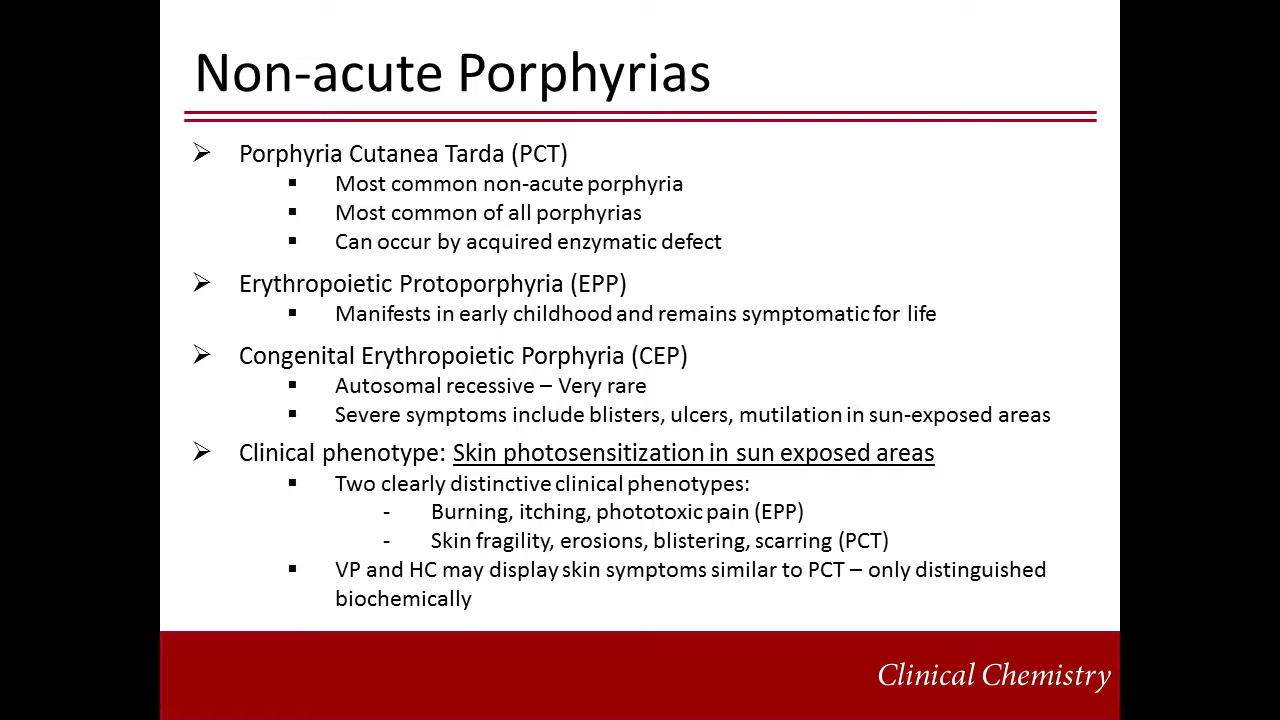 Non-acute Porphyrias
➢ Porphyria Cutanea Tarda (PCT)
▪ Most common non-acute porphyria
▪ Most common of all porphyrias
▪ Can occur by acquired enzymatic defect
➢ Erythropoietic Protoporphyria (EPP)
▪ Manifests in early childhood and remains symptomatic for life
➢ Congenital Erythropoietic Porphyria (CEP)
▪ Autosomal recessive – Very rare
▪ Severe symptoms include blisters, ulcers, mutilation in sun-exposed areas
➢ Clinical phenotype: Skin photosensitization in sun exposed areas
▪ Two clearly distinctive clinical phenotypes:
- Burning, itching, phototoxic pain (EPP)
- Skin fragility, erosions, blistering, scarring (PCT)
▪ VP and HC may display skin symptoms similar to PCT – only distinguished
biochemically
Clinical Chemistry